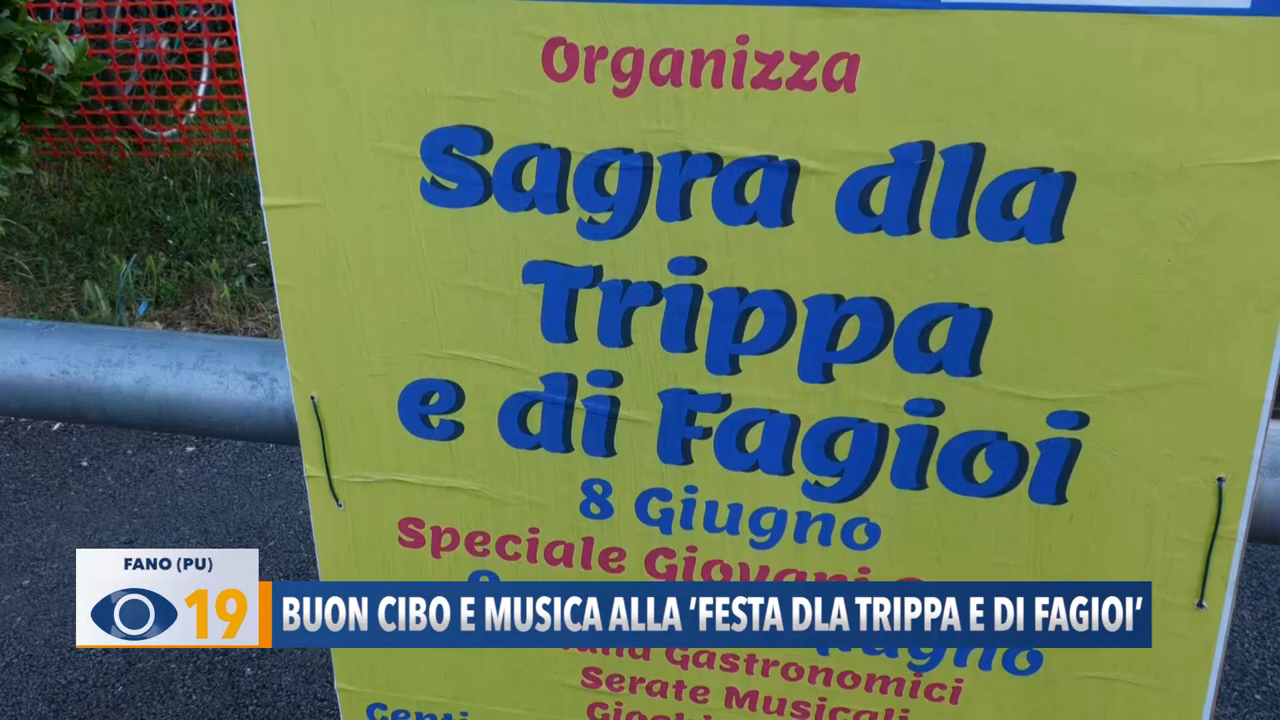 Organizza
Sagra dla
Trippa
e di Fagioi
8 Giugno
Speciale Giovani
FANO (PU)
19
BUON CIBO E MUSICA ALLA 'FESTA DLA TRIPPA E DI FAGIOI'
Gastronomici
Serate Musicali